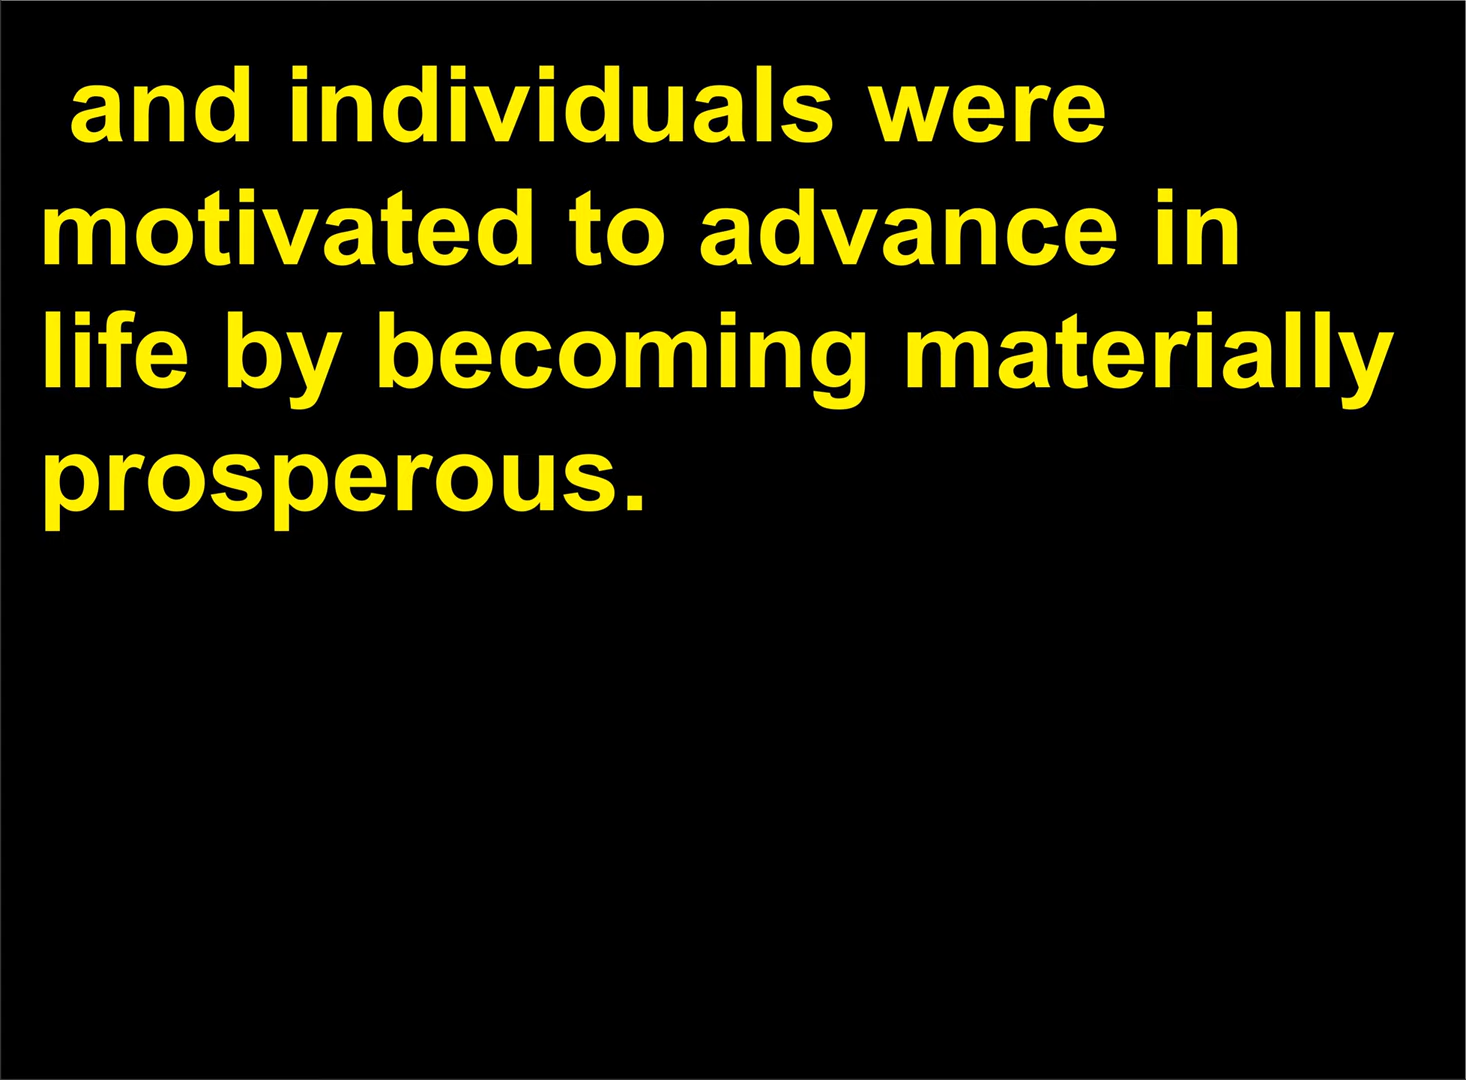 and individuals were
motivated to advance in
life by becoming materially
prosperous.